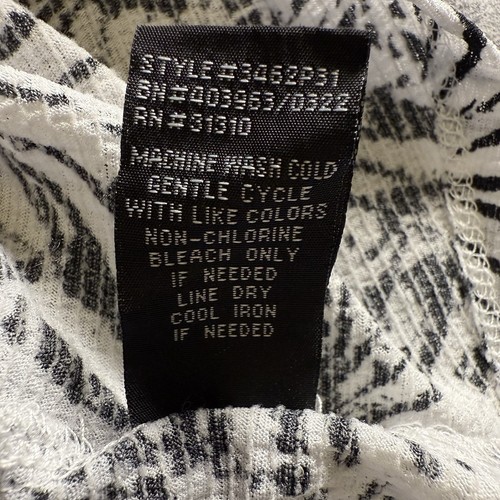 STYLE#3462P31
SN#403963/0322
RN#31310
MACHINE WASH COLD
GENTLE CYCLE
WITH LIKE COLORS
NON-CHLORINE
BLEACH ONLY
IF NEEDED
LINE DRY
COOL IRON
IF NEEDED